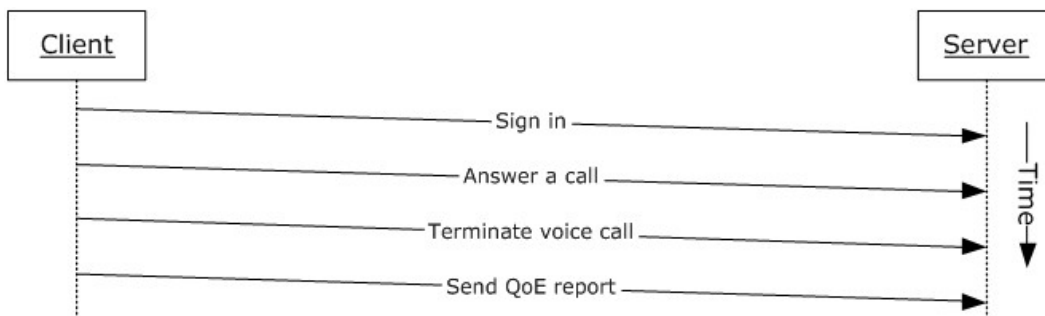 Client
Server
Sign in
Answer a call
Terminate voice call
Send QoE report
Time